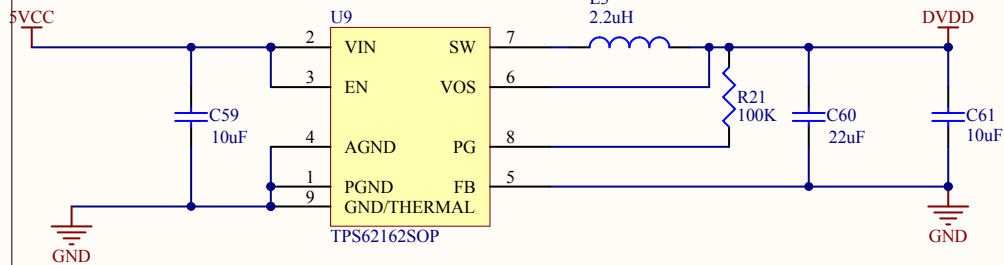 5VCC
U9
2.2uH
DVDD
2 VIN SW 7
3 EN VOS 6
C59
10uF
R21
100K
C60
22uF
C61
10uF
4 AGND PG 8
1 PGND FB 5
9 GND/THERMAL
TPS62162SOP
GND
GND